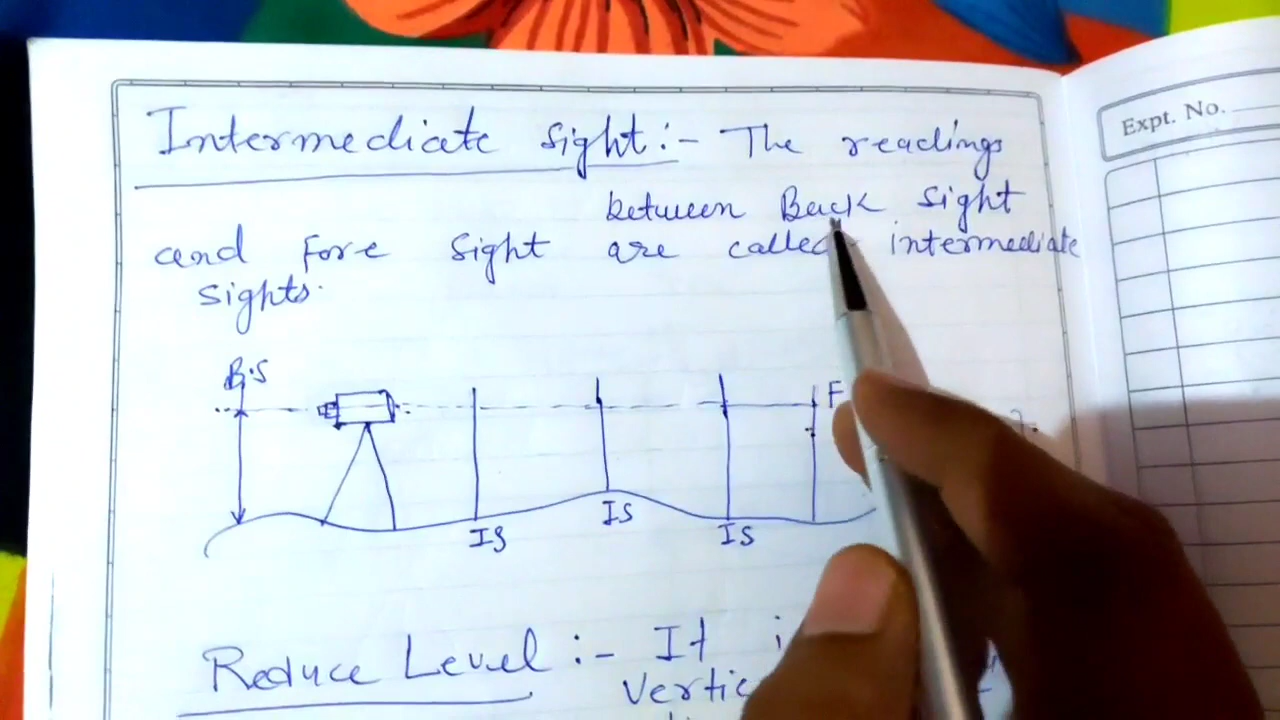 Intermediate sight:- The readings
between Back sight
and Fore sight are called intermediate
sights.
Expt. No.
B.S
F
IS
IS
IS
Reduce Level:- It